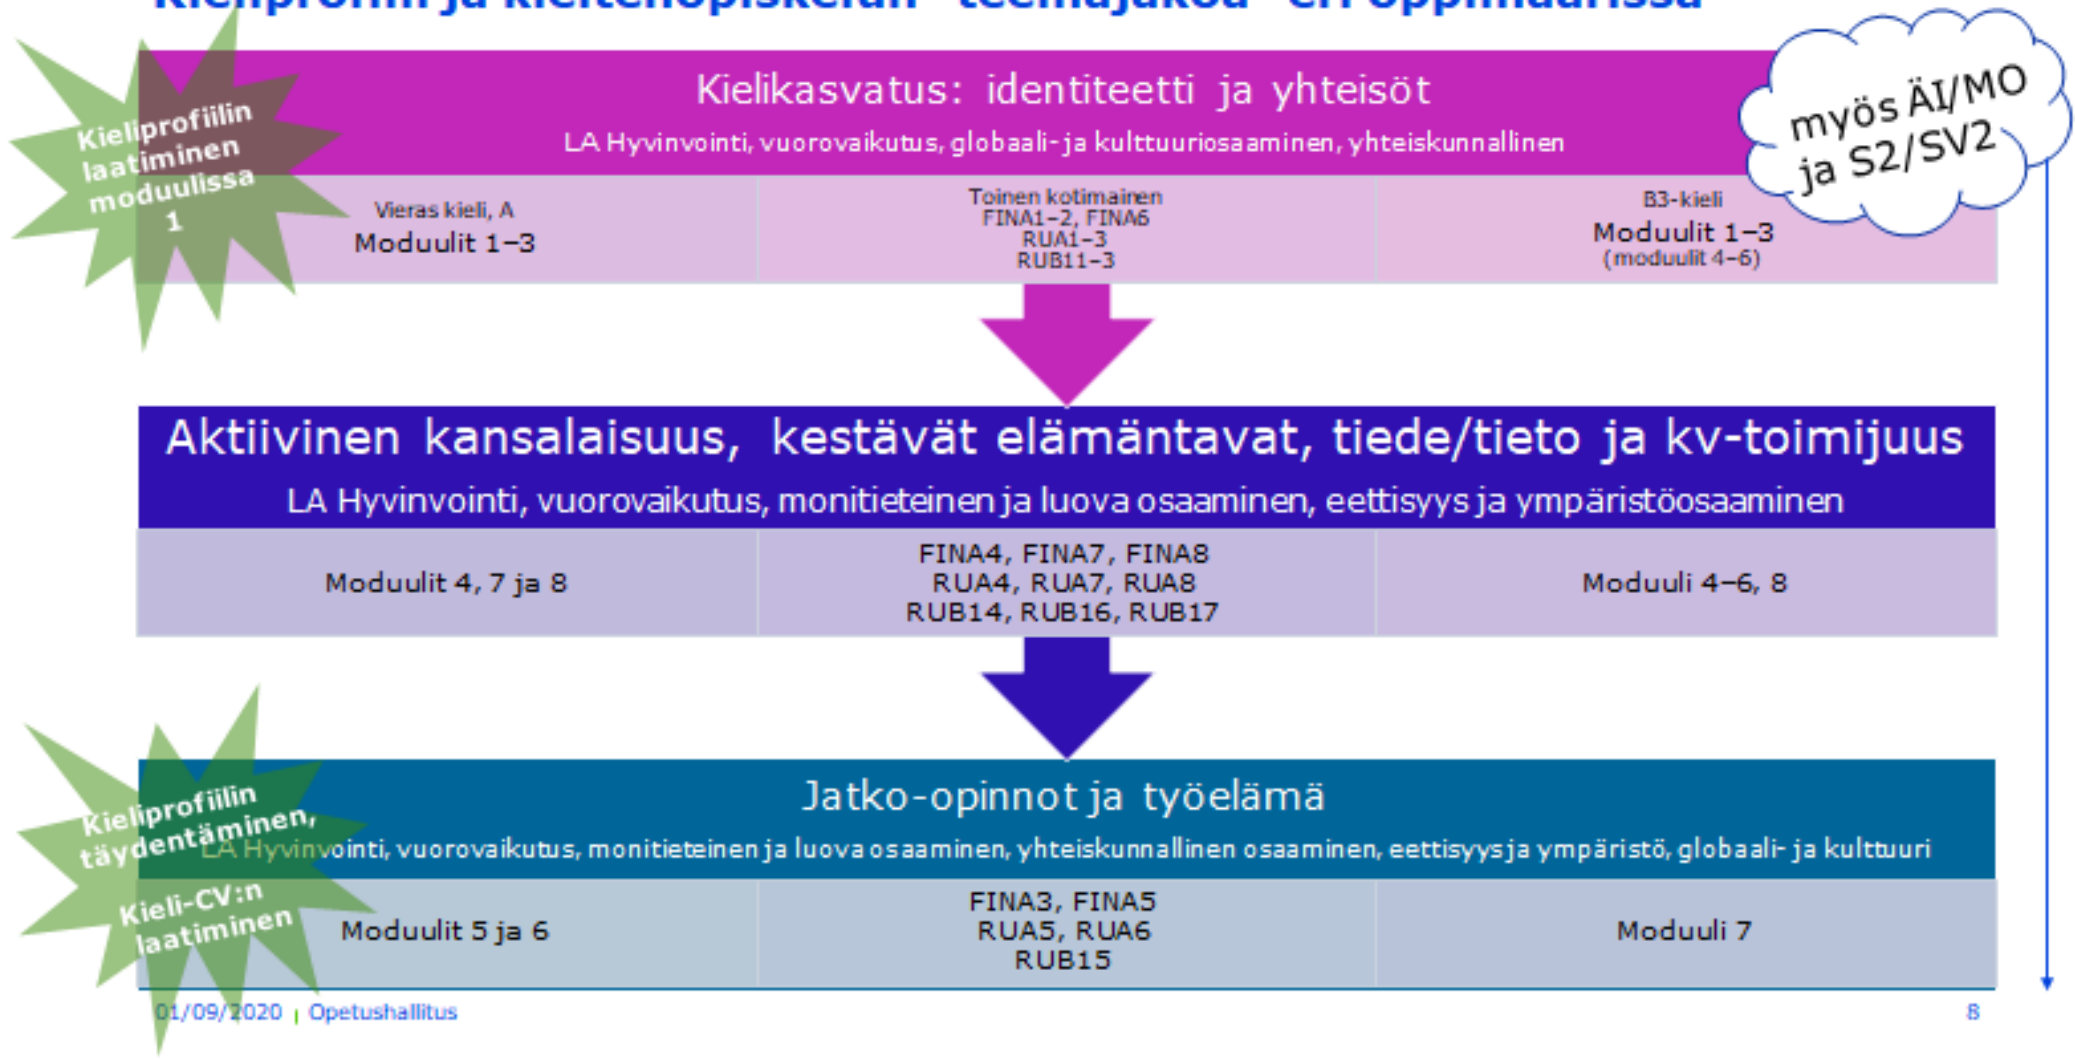 Kieliprofiili ja kieltenopiskelun "teemajakoa" eri oppimäärissä
Kielikasvatus: identiteetti ja yhteisöt
LA Hyvinvointi, vuorovaikutus, globaali- ja kulttuuriosaaminen, yhteiskunnallinen
myös ÄI/MO
ja S2/SV2
Kieliprofiilin
laatiminen
moduulissa
1
Vieras kieli, A
Moduulit 1–3
Toinen kotimainen
FINA1–2, FINA6
RUA1–3
RUB11–3
B3-kieli
Moduulit 1–3
(moduulit 4–6)
Aktiivinen kansalaisuus, kestävät elämäntavat, tiede/tieto ja kv-toimijuus
LA Hyvinvointi, vuorovaikutus, monitieteinen ja luova osaaminen, eettisyys ja ympäristöosaaminen
Moduulit 4, 7 ja 8
FINA4, FINA7, FINA8
RUA4, RUA7, RUA8
RUB14, RUB16, RUB17
Moduuli 4–6, 8
Jatko-opinnot ja työelämä
LA Hyvinvointi, vuorovaikutus, monitieteinen ja luova osaaminen, yhteiskunnallinen osaaminen, eettisyys ja ympäristö, globaali- ja kulttuuri
Kieliprofiilin
täydentäminen,
Kieli-CV:n
laatiminen
Moduulit 5 ja 6
FINA3, FINA5
RUA5, RUA6
RUB15
Moduuli 7
01/09/2020 | Opetushallitus
8